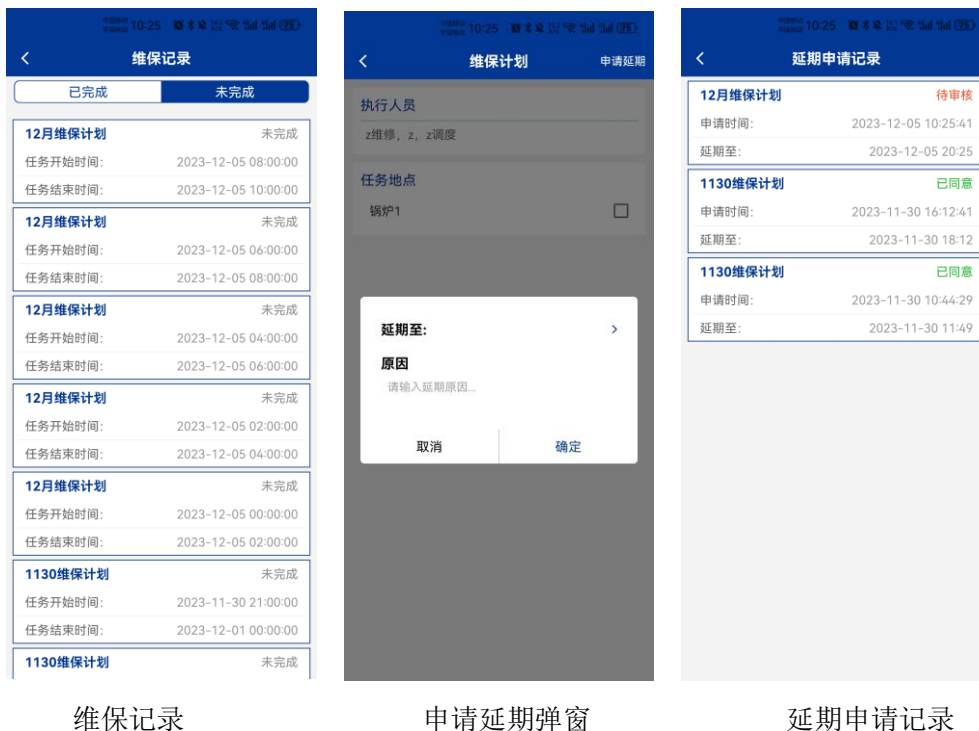 10:25
维保记录
已完成
未完成
12月维保计划 未完成
任务开始时间: 2023-12-05 08:00:00
任务结束时间: 2023-12-05 10:00:00
12月维保计划 未完成
任务开始时间: 2023-12-05 06:00:00
任务结束时间: 2023-12-05 08:00:00
12月维保计划 未完成
任务开始时间: 2023-12-05 04:00:00
任务结束时间: 2023-12-05 06:00:00
12月维保计划 未完成
任务开始时间: 2023-12-05 02:00:00
任务结束时间: 2023-12-05 04:00:00
12月维保计划 未完成
任务开始时间: 2023-12-05 00:00:00
任务结束时间: 2023-12-05 02:00:00
1130维保计划 未完成
任务开始时间: 2023-11-30 21:00:00
任务结束时间: 2023-12-01 00:00:00
1130维保计划 未完成
维保记录
10:25
维保计划 申请延期
执行人员
z维修, z, z调度
任务地点
锅炉1
延期至:
原因
请输入延期原因...
取消 确定
申请延期弹窗
10:25
延期申请记录
12月维保计划 待审核
申请时间: 2023-12-05 10:25:41
延期至: 2023-12-05 20:25
1130维保计划 已同意
申请时间: 2023-11-30 16:12:41
延期至: 2023-11-30 18:12
1130维保计划 已同意
申请时间: 2023-11-30 10:44:29
延期至: 2023-11-30 11:49
延期申请记录